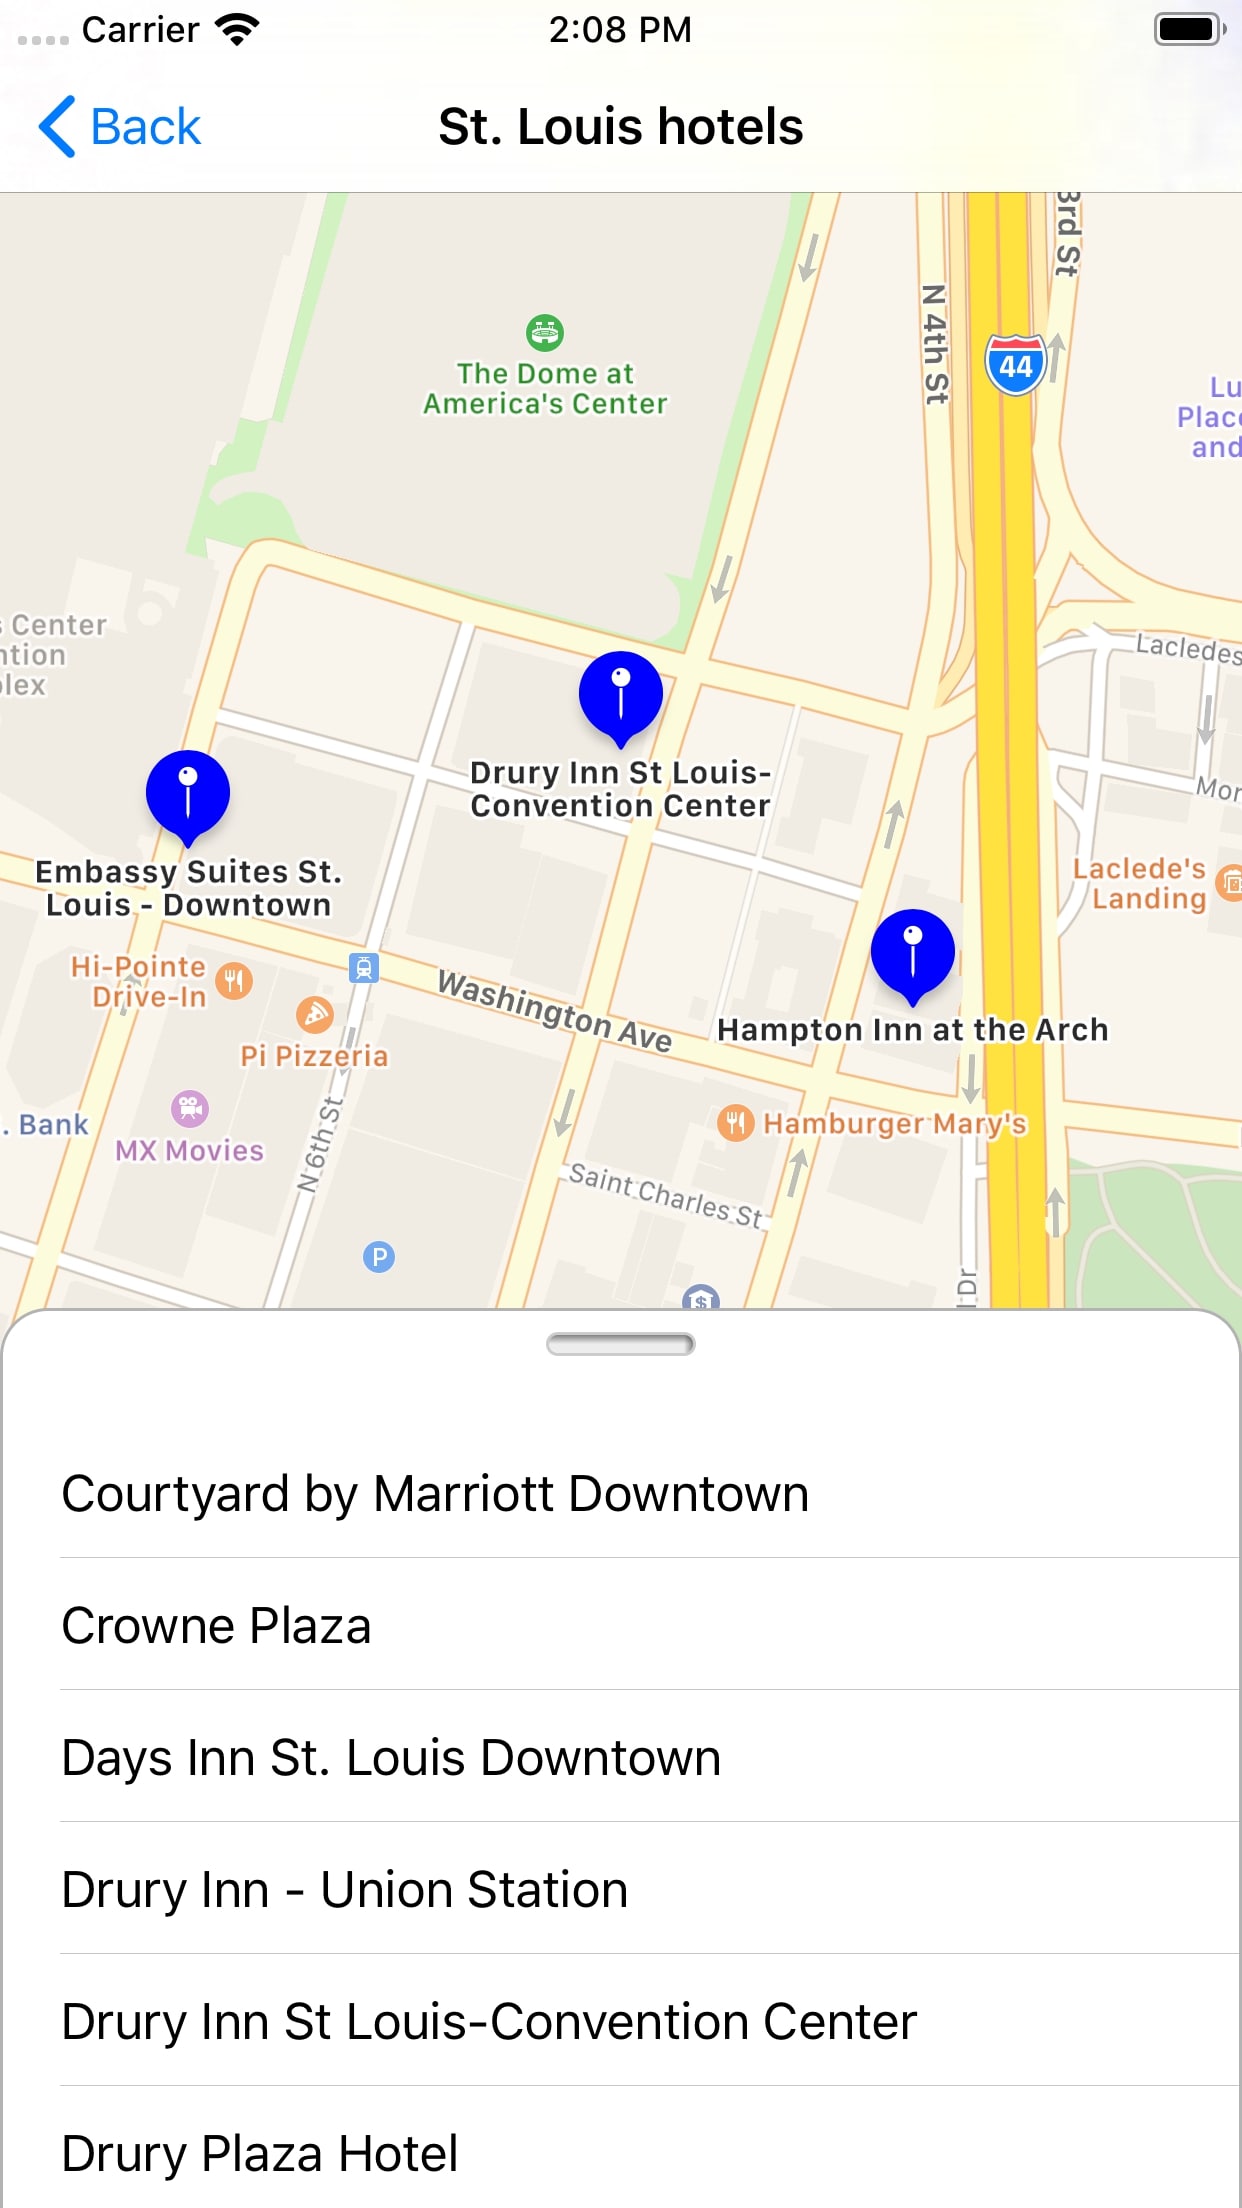 Carrier
2:08 PM
Back
St. Louis hotels
3rd St
N 4th St
44
The Dome at
America's Center
Lu
Plac
and
Center
ntion
lex
Lacledes
Drury Inn St Louis-
Convention Center
Mor
Embassy Suites St.
Louis - Downtown
Laclede's
Landing
Hi-Pointe
Drive-In
Washington Ave
Hampton Inn at the Arch
Pi Pizzeria
. Bank
MX Movies
N 6th St
Hamburger Mary's
Saint Charles St
P
$
l Dr
Courtyard by Marriott Downtown
Crowne Plaza
Days Inn St. Louis Downtown
Drury Inn - Union Station
Drury Inn St Louis-Convention Center
Drury Plaza Hotel